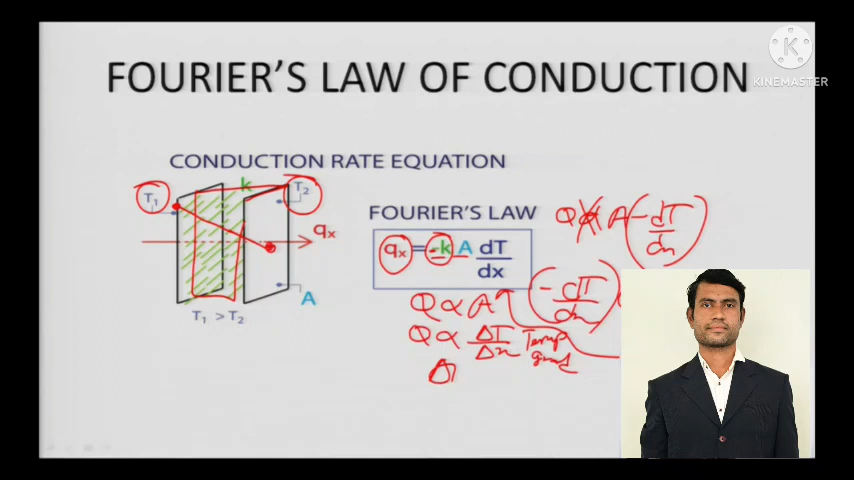 FOURIER'S LAW OF CONDUCTION
K
KINEMASTER
CONDUCTION RATE EQUATION
T₁
k
T₂
qₓ
A
T₁ > T₂
FOURIER'S LAW
qₓ = -k A dT/dx
Q ∝ A -dT/dx
Q ∝ A (-dT/dx)
Q ∝ ΔT/Δx Temp